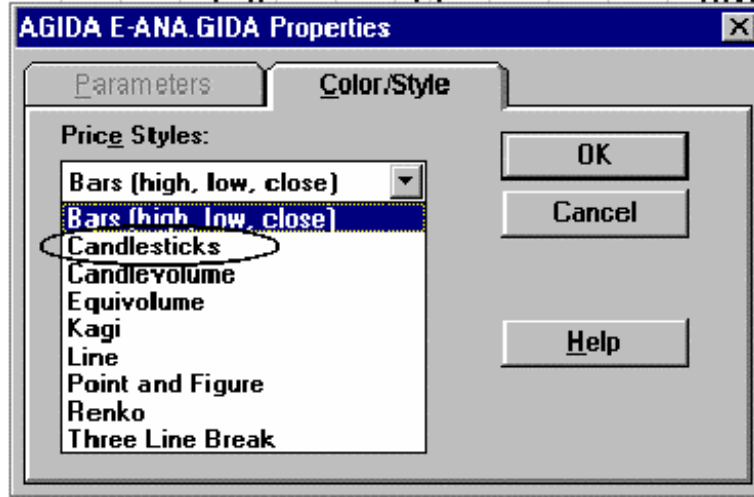 AGIDA E-ANA.GIDA Properties
Parameters
Color/Style
Price Styles:
Bars (high, low, close)
Bars (high, low, close)
Candlesticks
Candlevolume
Equivolume
Kagi
Line
Point and Figure
Renko
Three Line Break
OK
Cancel
Help